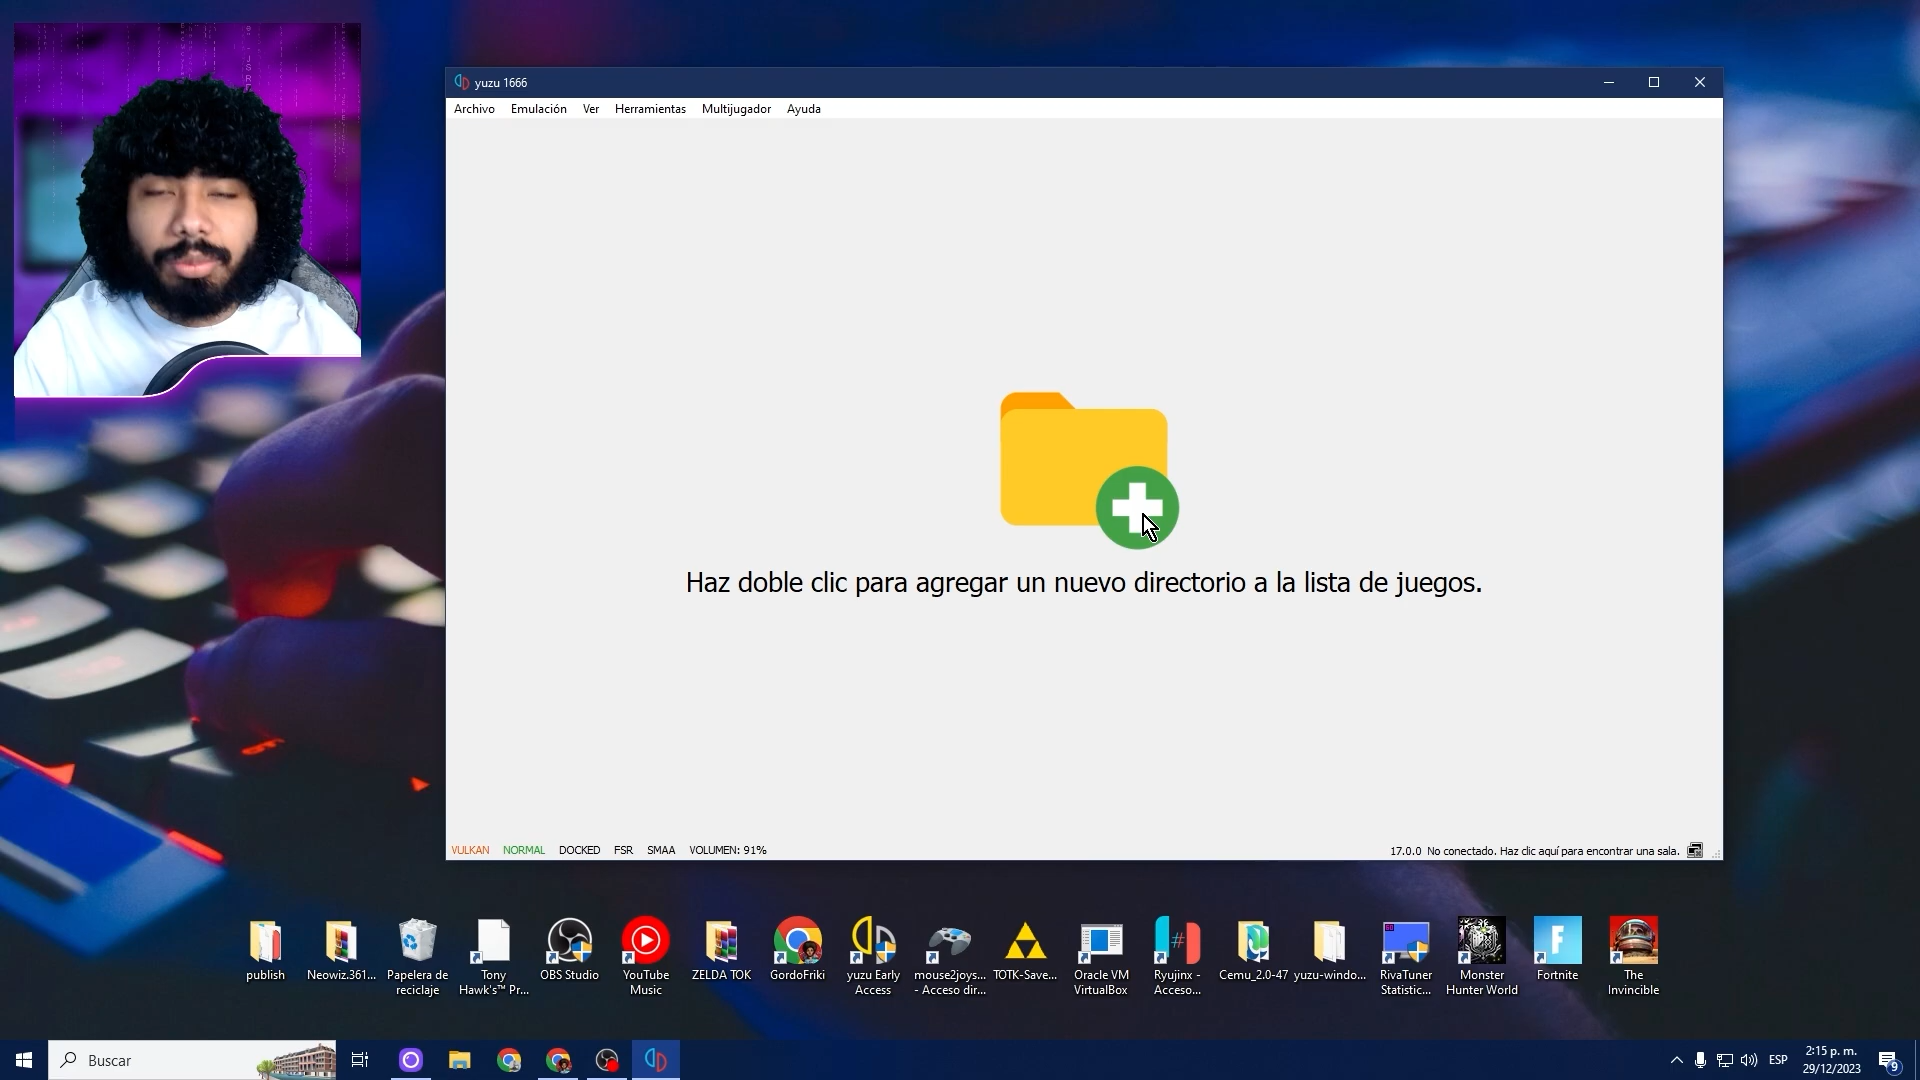 yuzu 1666
Archivo Emulación Ver Herramientas Multijugador Ayuda
Haz doble clic para agregar un nuevo directorio a la lista de juegos.
VULKAN NORMAL DOCKED FSR SMAA VOLUMEN: 91%
17.0.0 No conectado. Haz clic aquí para encontrar una sala.
publish
Neowiz.361...
Papelera de
reciclaje
Tony
Hawk's™ Pr...
OBS Studio
YouTube
Music
ZELDA TOK
GordoFriki
yuzu Early
Access
mouse2joys...
- Acceso dir...
TOTK-Save...
Oracle VM
VirtualBox
Ryujinx -
Acceso...
Cemu_2.0-47
yuzu-windo...
RivaTuner
Statistic...
Monster
Hunter World
Fortnite
The
Invincible
Buscar
ESP
2:15 p. m.
29/12/2023
9